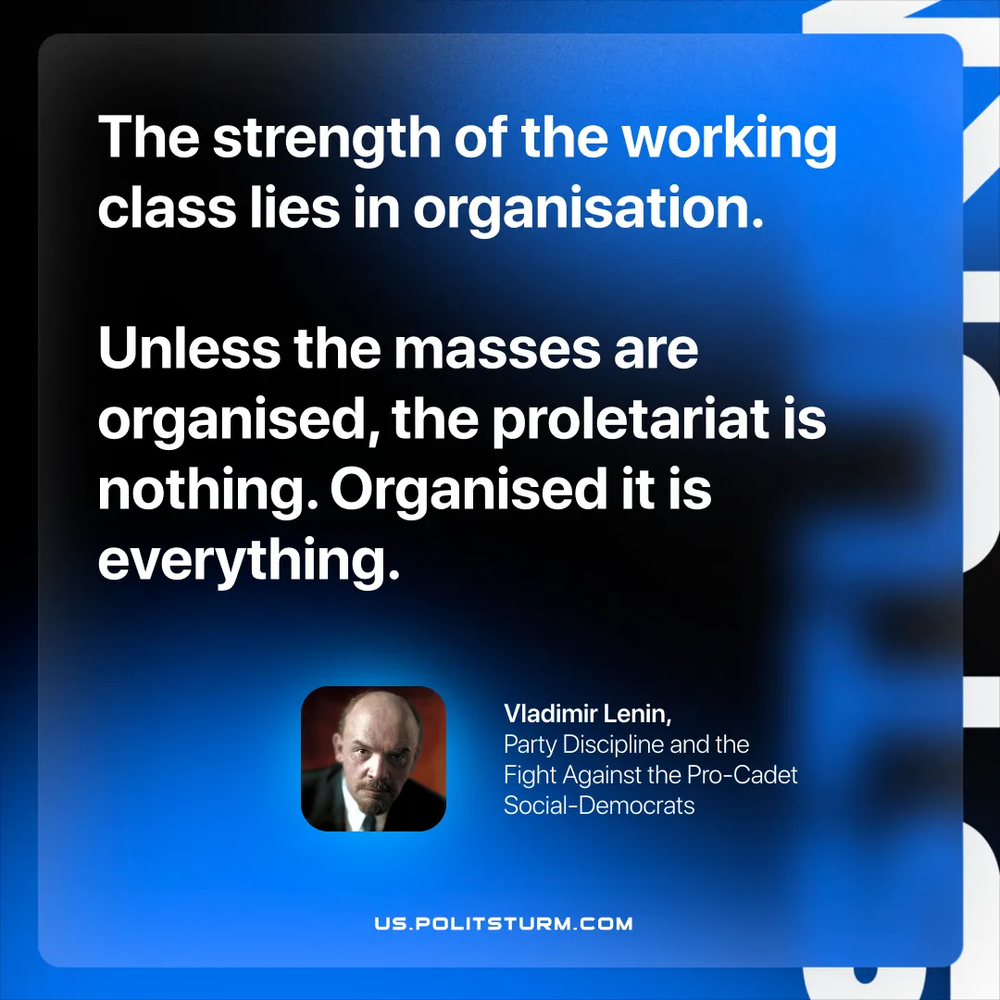 The strength of the working
class lies in organisation.
Unless the masses are
organised, the proletariat is
nothing. Organised it is
everything.
Vladimir Lenin,
Party Discipline and the
Fight Against the Pro-Cadet
Social-Democrats
US.POLITSTURM.COM